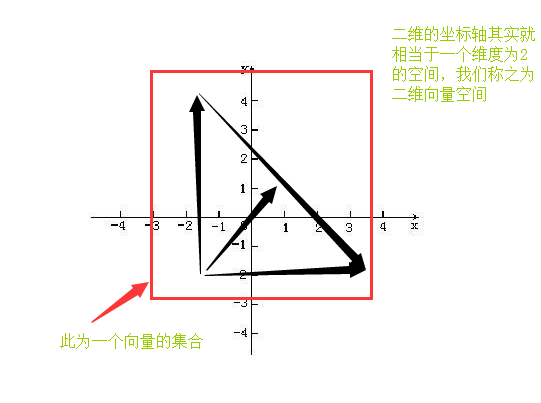 二维的坐标轴其实就
相当于一个维度为2
的空间，我们称之为
二维向量空间
4
3
2
1
-4 -3 -2 -1 1 2 3 4 x
-1
-3
-4
此为一个向量的集合